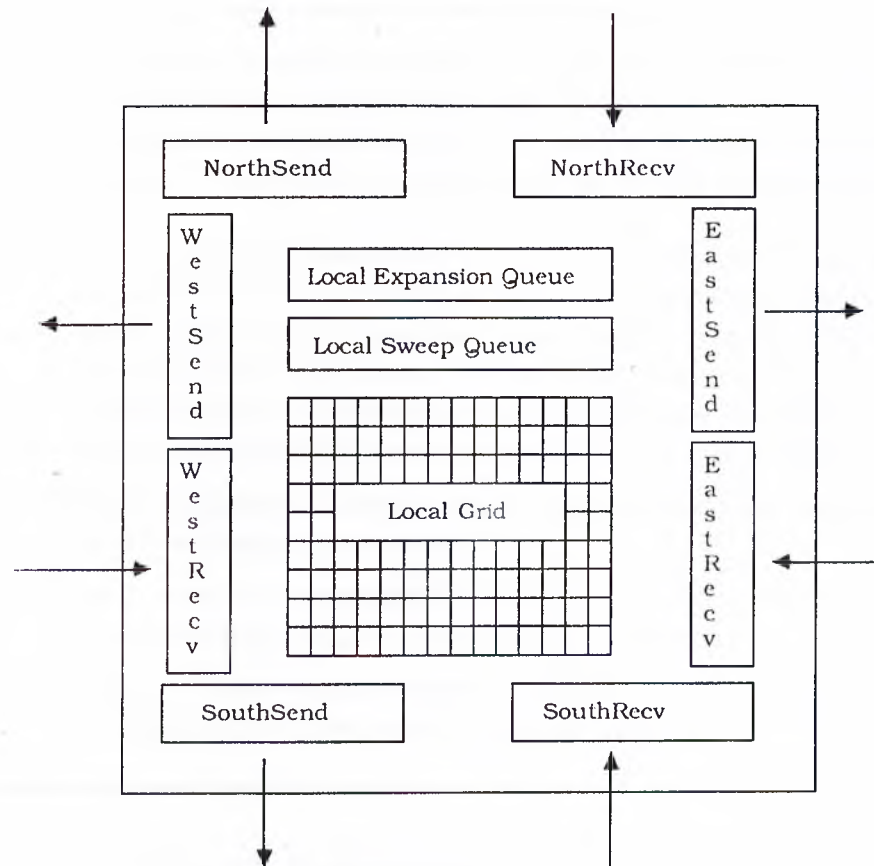 NorthSend
NorthRecv
WestSend
EastSend
Local Expansion Queue
Local Sweep Queue
Local Grid
WestRecv
EastRecv
SouthSend
SouthRecv